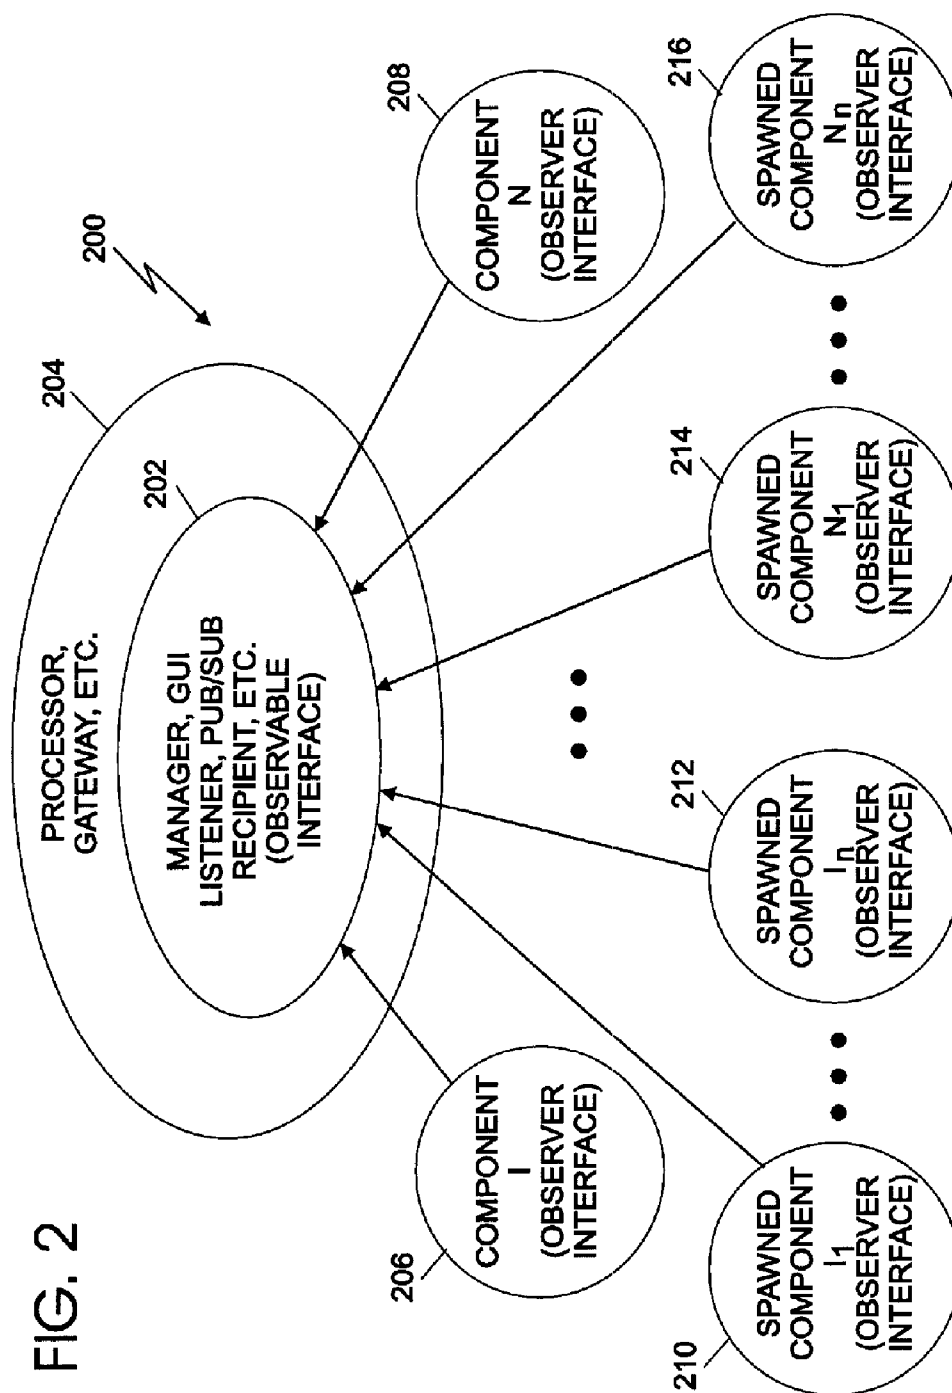 FIG. 2
200
204
PROCESSOR,
GATEWAY, ETC.
202
MANAGER, GUI
LISTENER, PUB/SUB
RECIPIENT, ETC.
(OBSERVABLE
INTERFACE)
206
COMPONENT
I
(OBSERVER
INTERFACE)
208
COMPONENT
N
(OBSERVER
INTERFACE)
210
SPAWNED
COMPONENT
I1
(OBSERVER
INTERFACE)
212
SPAWNED
COMPONENT
In
(OBSERVER
INTERFACE)
214
SPAWNED
COMPONENT
N1
(OBSERVER
INTERFACE)
216
SPAWNED
COMPONENT
Nn
(OBSERVER
INTERFACE)